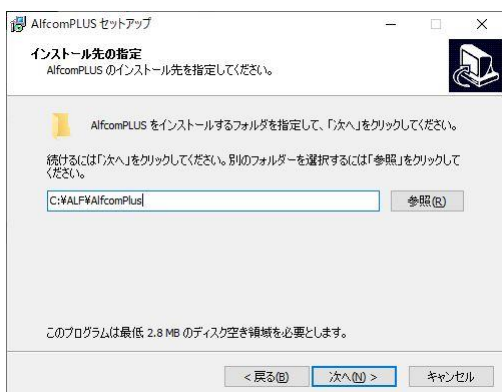 AlfcomPLUS セットアップ
インストール先の指定
AlfcomPLUS のインストール先を指定してください。
AlfcomPLUS をインストールするフォルダを指定して、「次へ」をクリックしてください。
続けるには「次へ」をクリックしてください。別のフォルダーを選択するには「参照」をクリックして
ください。
C:¥ALF¥AlfcomPlus
参照(R)
このプログラムは最低 2.8 MB のディスク空き領域を必要とします。
< 戻る(B)
次へ(N) >
キャンセル